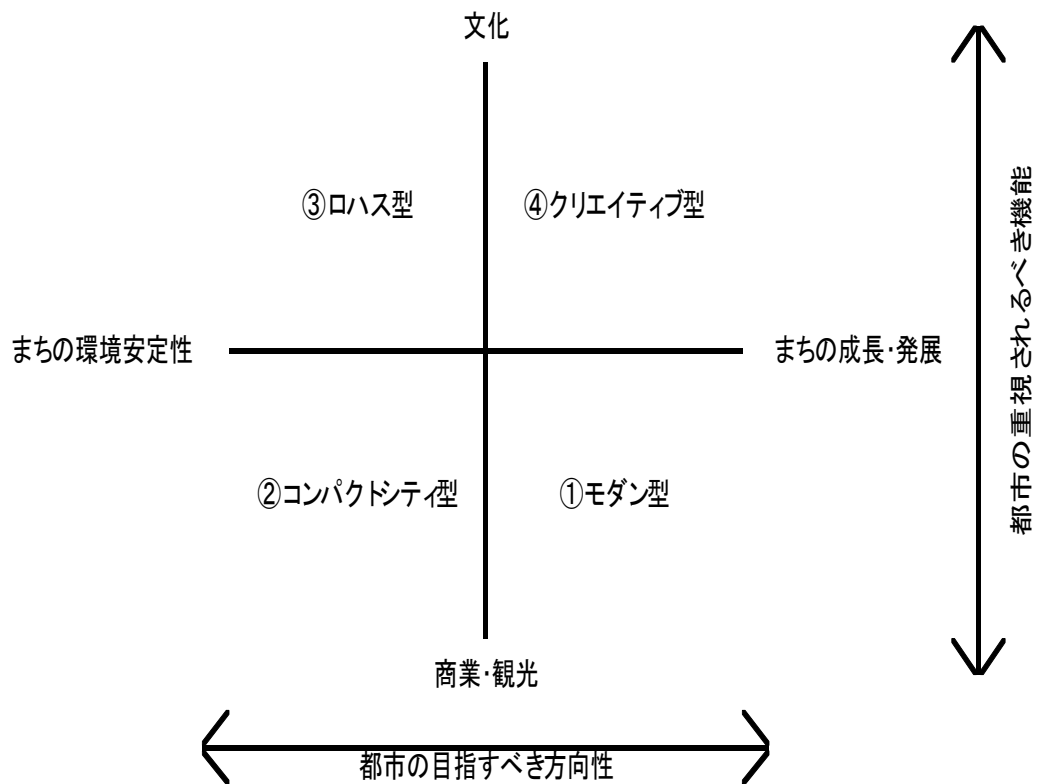 文化
③ロハス型
④クリエイティブ型
まちの環境安定性
まちの成長・発展
②コンパクトシティ型
①モダン型
商業・観光
都市の目指すべき方向性
都市の重視されるべき機能